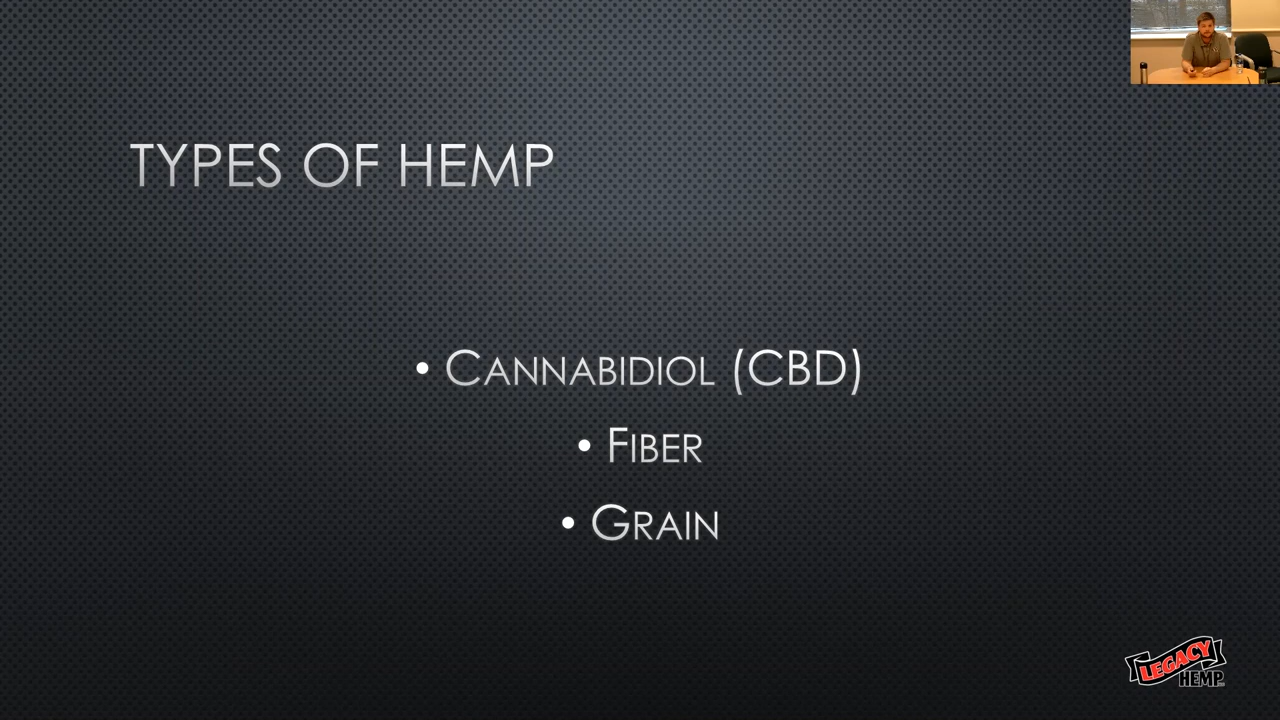 TYPES OF HEMP
• CANNABIDIOL (CBD)
• FIBER
• GRAIN
LEGACY
HEMP